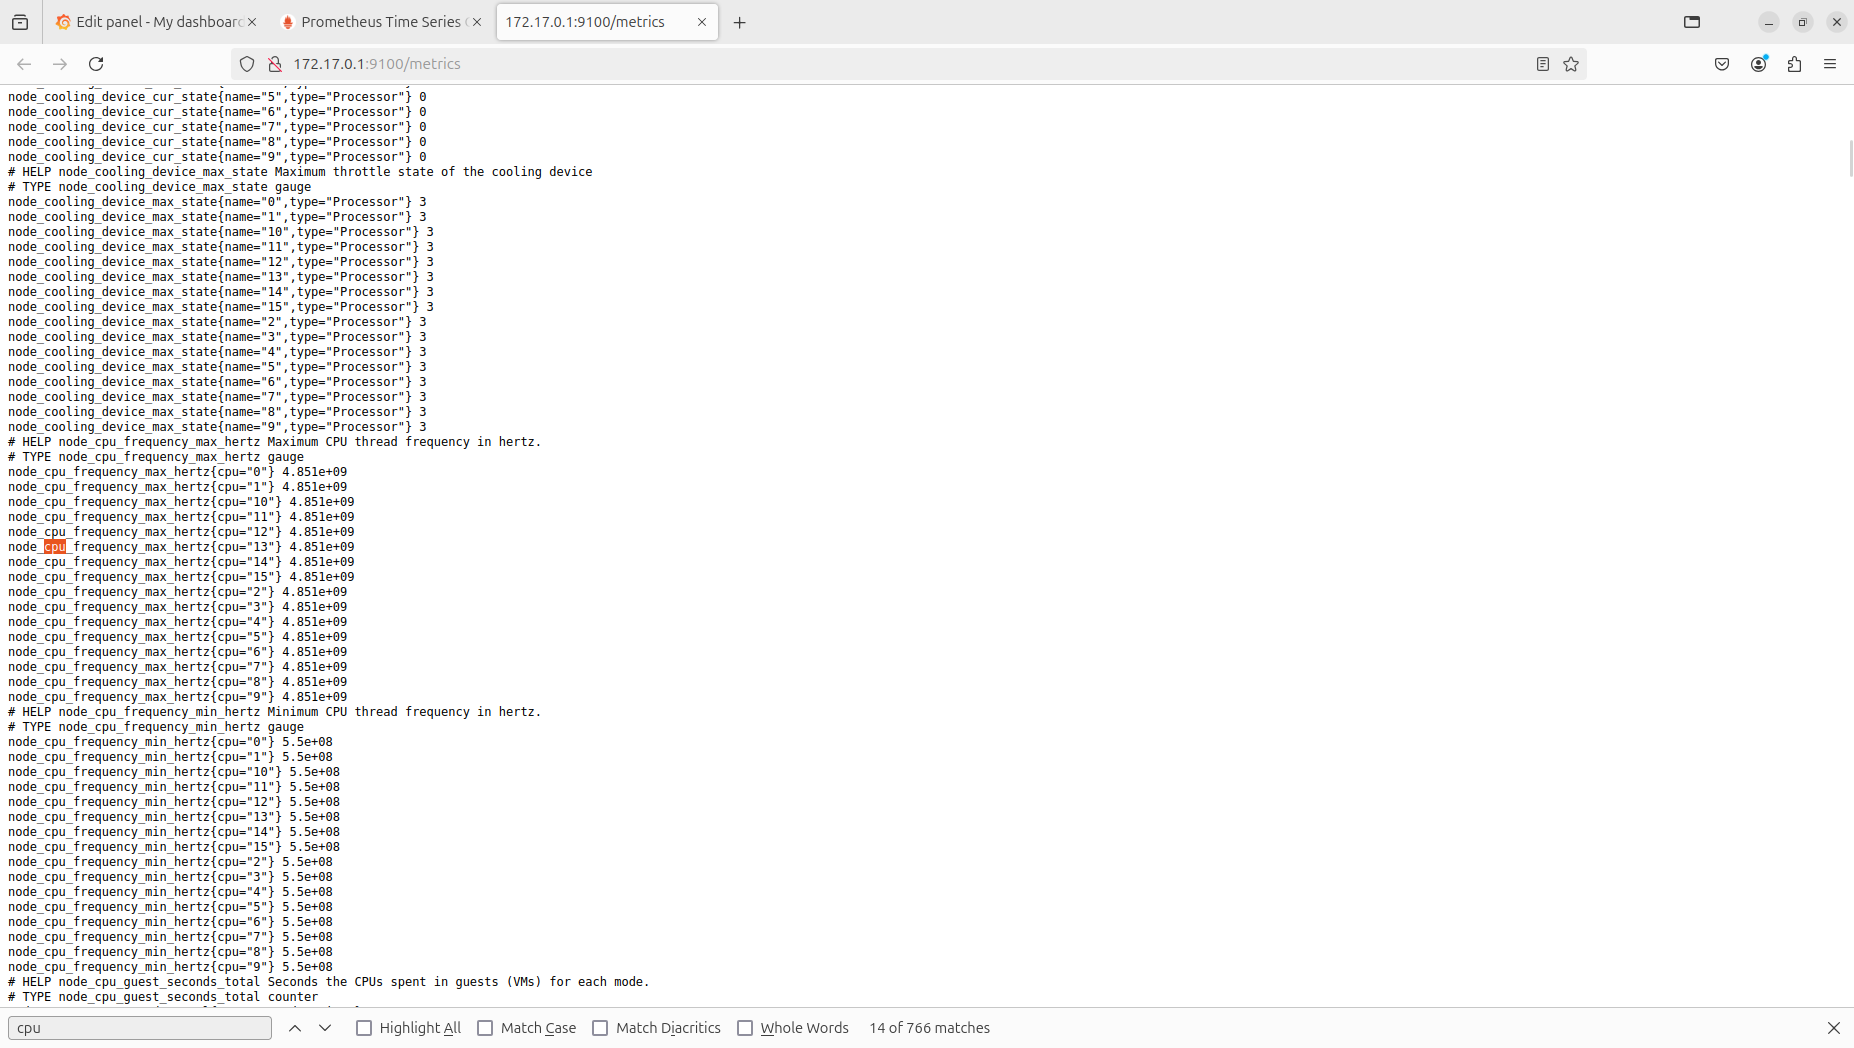 Edit panel - My dashboard
Prometheus Time Series
172.17.0.1:9100/metrics
172.17.0.1:9100/metrics
node_cooling_device_cur_state{name="5",type="Processor"} 0
node_cooling_device_cur_state{name="6",type="Processor"} 0
node_cooling_device_cur_state{name="7",type="Processor"} 0
node_cooling_device_cur_state{name="8",type="Processor"} 0
node_cooling_device_cur_state{name="9",type="Processor"} 0
# HELP node_cooling_device_max_state Maximum throttle state of the cooling device
# TYPE node_cooling_device_max_state gauge
node_cooling_device_max_state{name="0",type="Processor"} 3
node_cooling_device_max_state{name="1",type="Processor"} 3
node_cooling_device_max_state{name="10",type="Processor"} 3
node_cooling_device_max_state{name="11",type="Processor"} 3
node_cooling_device_max_state{name="12",type="Processor"} 3
node_cooling_device_max_state{name="13",type="Processor"} 3
node_cooling_device_max_state{name="14",type="Processor"} 3
node_cooling_device_max_state{name="15",type="Processor"} 3
node_cooling_device_max_state{name="2",type="Processor"} 3
node_cooling_device_max_state{name="3",type="Processor"} 3
node_cooling_device_max_state{name="4",type="Processor"} 3
node_cooling_device_max_state{name="5",type="Processor"} 3
node_cooling_device_max_state{name="6",type="Processor"} 3
node_cooling_device_max_state{name="7",type="Processor"} 3
node_cooling_device_max_state{name="8",type="Processor"} 3
node_cooling_device_max_state{name="9",type="Processor"} 3
# HELP node_cpu_frequency_max_hertz Maximum CPU thread frequency in hertz.
# TYPE node_cpu_frequency_max_hertz gauge
node_cpu_frequency_max_hertz{cpu="0"} 4.851e+09
node_cpu_frequency_max_hertz{cpu="1"} 4.851e+09
node_cpu_frequency_max_hertz{cpu="10"} 4.851e+09
node_cpu_frequency_max_hertz{cpu="11"} 4.851e+09
node_cpu_frequency_max_hertz{cpu="12"} 4.851e+09
node_cpu_frequency_max_hertz{cpu="13"} 4.851e+09
node_cpu_frequency_max_hertz{cpu="14"} 4.851e+09
node_cpu_frequency_max_hertz{cpu="15"} 4.851e+09
node_cpu_frequency_max_hertz{cpu="2"} 4.851e+09
node_cpu_frequency_max_hertz{cpu="3"} 4.851e+09
node_cpu_frequency_max_hertz{cpu="4"} 4.851e+09
node_cpu_frequency_max_hertz{cpu="5"} 4.851e+09
node_cpu_frequency_max_hertz{cpu="6"} 4.851e+09
node_cpu_frequency_max_hertz{cpu="7"} 4.851e+09
node_cpu_frequency_max_hertz{cpu="8"} 4.851e+09
node_cpu_frequency_max_hertz{cpu="9"} 4.851e+09
# HELP node_cpu_frequency_min_hertz Minimum CPU thread frequency in hertz.
# TYPE node_cpu_frequency_min_hertz gauge
node_cpu_frequency_min_hertz{cpu="0"} 5.5e+08
node_cpu_frequency_min_hertz{cpu="1"} 5.5e+08
node_cpu_frequency_min_hertz{cpu="10"} 5.5e+08
node_cpu_frequency_min_hertz{cpu="11"} 5.5e+08
node_cpu_frequency_min_hertz{cpu="12"} 5.5e+08
node_cpu_frequency_min_hertz{cpu="13"} 5.5e+08
node_cpu_frequency_min_hertz{cpu="14"} 5.5e+08
node_cpu_frequency_min_hertz{cpu="15"} 5.5e+08
node_cpu_frequency_min_hertz{cpu="2"} 5.5e+08
node_cpu_frequency_min_hertz{cpu="3"} 5.5e+08
node_cpu_frequency_min_hertz{cpu="4"} 5.5e+08
node_cpu_frequency_min_hertz{cpu="5"} 5.5e+08
node_cpu_frequency_min_hertz{cpu="6"} 5.5e+08
node_cpu_frequency_min_hertz{cpu="7"} 5.5e+08
node_cpu_frequency_min_hertz{cpu="8"} 5.5e+08
node_cpu_frequency_min_hertz{cpu="9"} 5.5e+08
# HELP node_cpu_guest_seconds_total Seconds the CPUs spent in guests (VMs) for each mode.
# TYPE node_cpu_guest_seconds_total counter
cpu
Highlight All
Match Case
Match Diacritics
Whole Words
14 of 766 matches